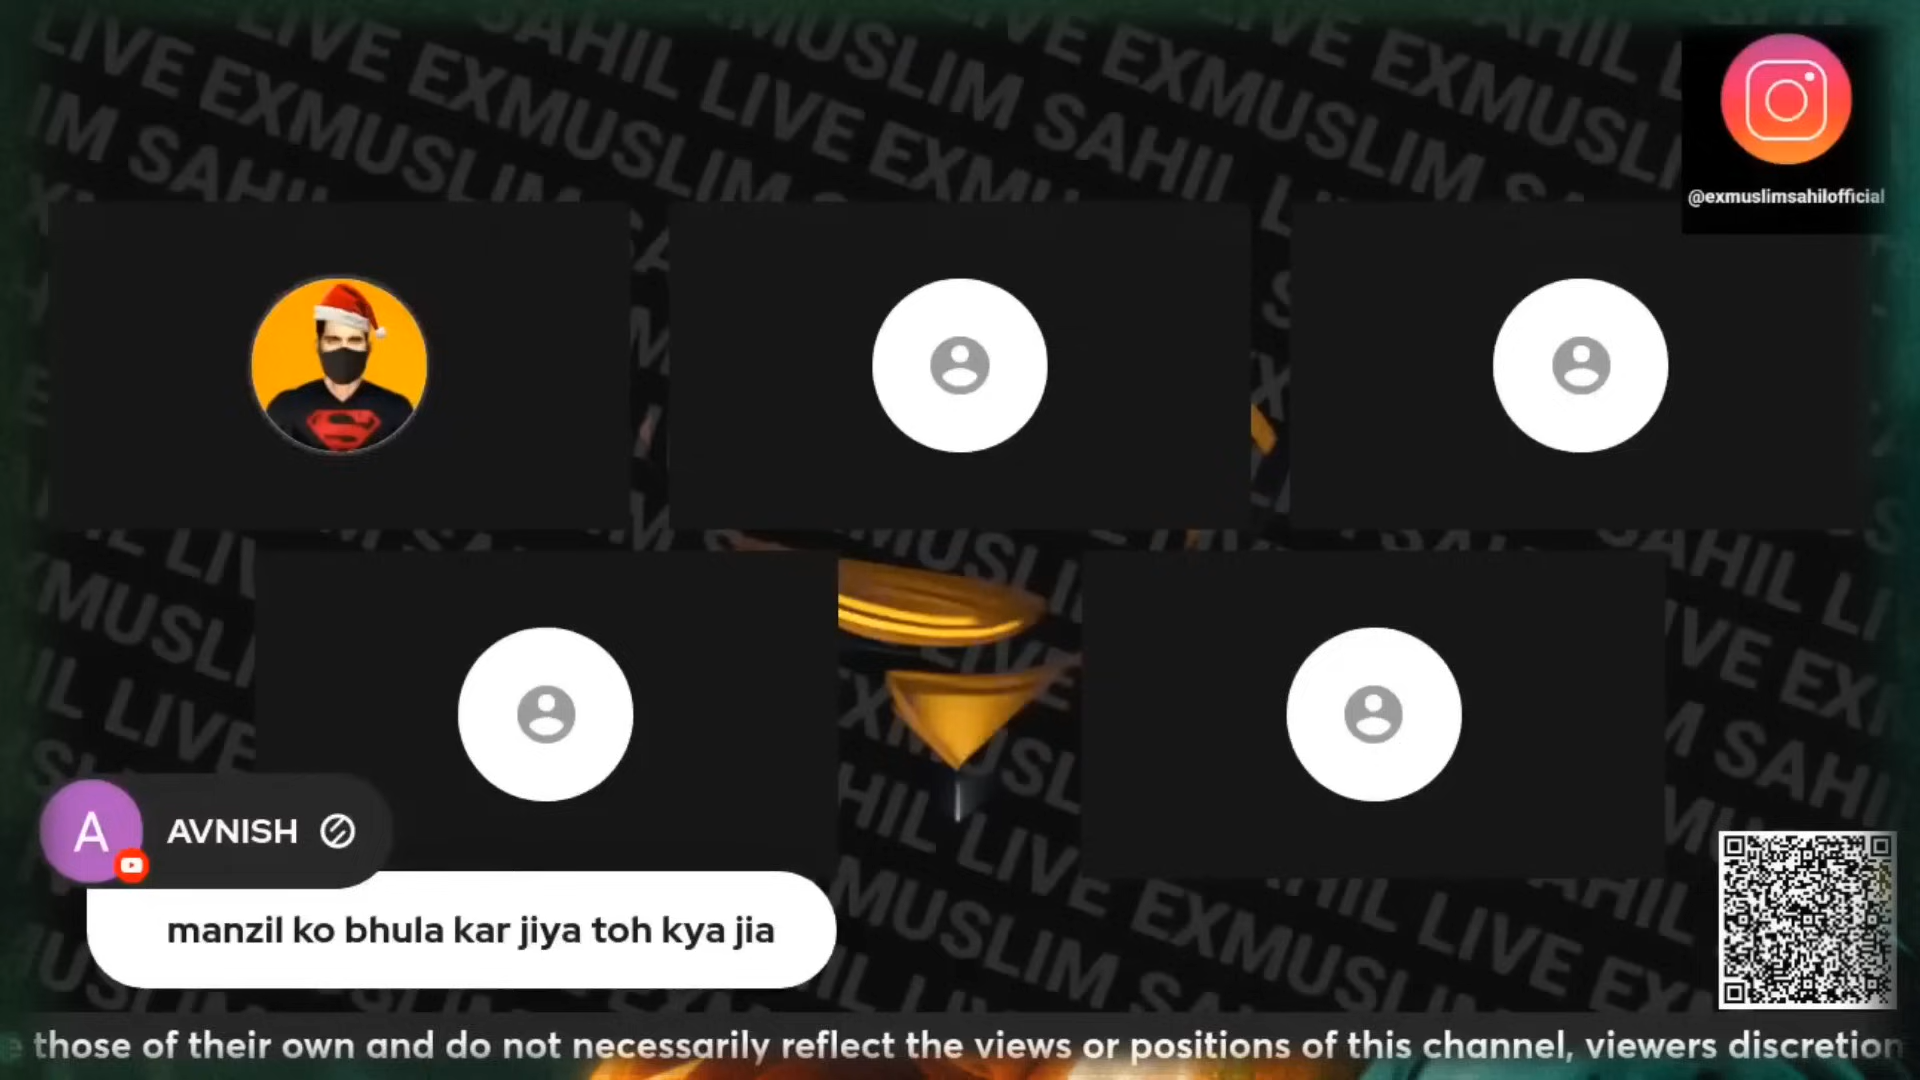 @exmuslimsahilofficial
A
AVNISH
manzil ko bhula kar jiya toh kya jia
those of their own and do not necessarily reflect the views or positions of this channel, viewers discretion